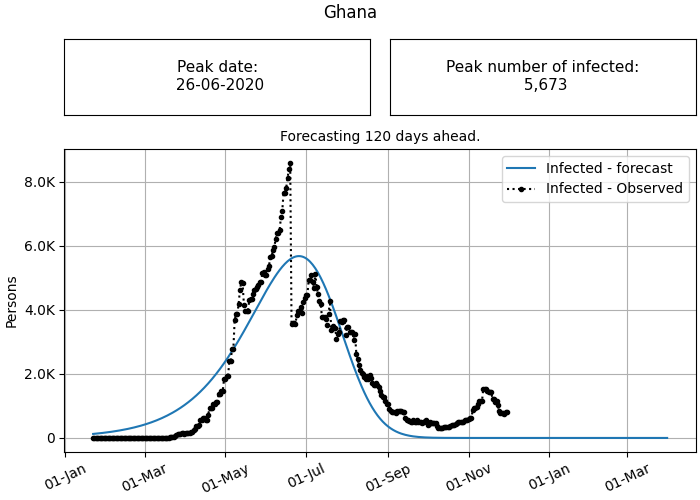 Ghana
Peak date:
26-06-2020
Peak number of infected:
5,673
Forecasting 120 days ahead.
Infected - forecast
Infected - Observed
8.0K
6.0K
4.0K
2.0K
0
Persons
01-Jan
01-Mar
01-May
01-Jul
01-Sep
01-Nov
01-Jan
01-Mar